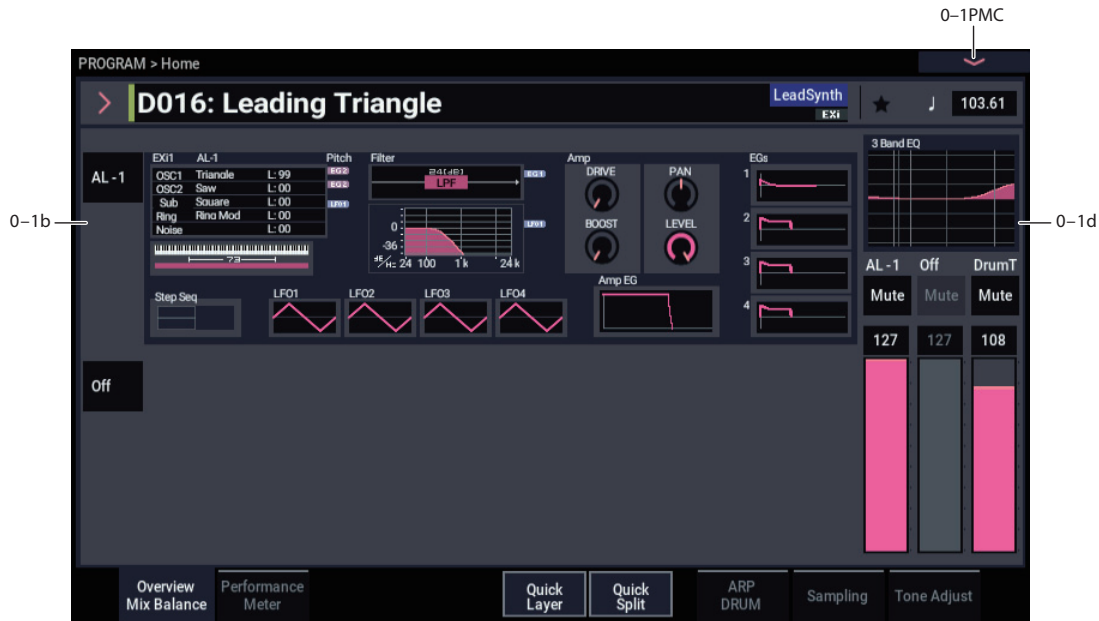 0–1PMC
PROGRAM > Home
D016: Leading Triangle
LeadSynth
EXi
103.61
AL-1
EXi1 AL-1 Pitch
OSC1 Triangle L: 99 EG2
OSC2 Saw L: 00 EG2
Sub Square L: 00 LFO1
Ring Ring Mod L: 00
Noise L: 00
73
Filter
24(dB)
LPF
EG1
LFO1
0
-36
dB/Hz 24 100 1k 24k
Amp
DRIVE PAN
BOOST LEVEL
Amp EG
EGs
1
2
3
4
Step Seq
LFO1 LFO2 LFO3 LFO4
3 Band EQ
0–1b
0–1d
AL-1 Off DrumT
Mute Mute Mute
127 127 108
Off
Overview
Mix Balance
Performance
Meter
Quick
Layer
Quick
Split
ARP
DRUM
Sampling
Tone Adjust